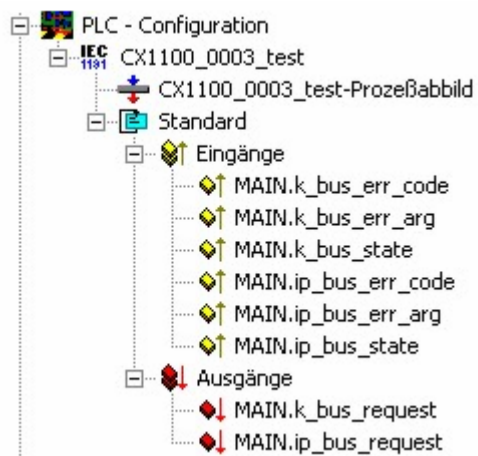 PLC - Configuration
IEC 1131 CX1100_0003_test
CX1100_0003_test-Prozeßabbild
Standard
Eingänge
MAIN.k_bus_err_code
MAIN.k_bus_err_arg
MAIN.k_bus_state
MAIN.ip_bus_err_code
MAIN.ip_bus_err_arg
MAIN.ip_bus_state
Ausgänge
MAIN.k_bus_request
MAIN.ip_bus_request